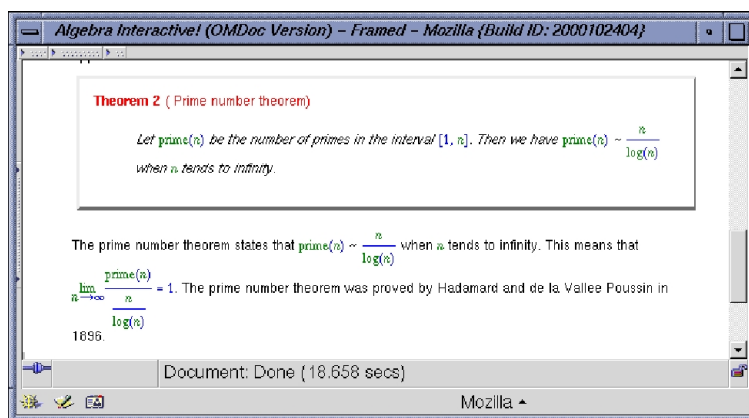 Algebra Interactive! (OMDoc Version) – Framed – Mozilla {Build ID: 2000102404}
Theorem 2 ( Prime number theorem)
Let prime(n) be the number of primes in the interval [1, n]. Then we have prime(n) ~ n/log(n)
when n tends to infinity.
The prime number theorem states that prime(n) ~ n/log(n) when n tends to infinity. This means that
lim n→∞ prime(n)/(n/log(n)) = 1. The prime number theorem was proved by Hadamard and de la Vallee Poussin in
1896.
Document: Done (18.658 secs)
Mozilla